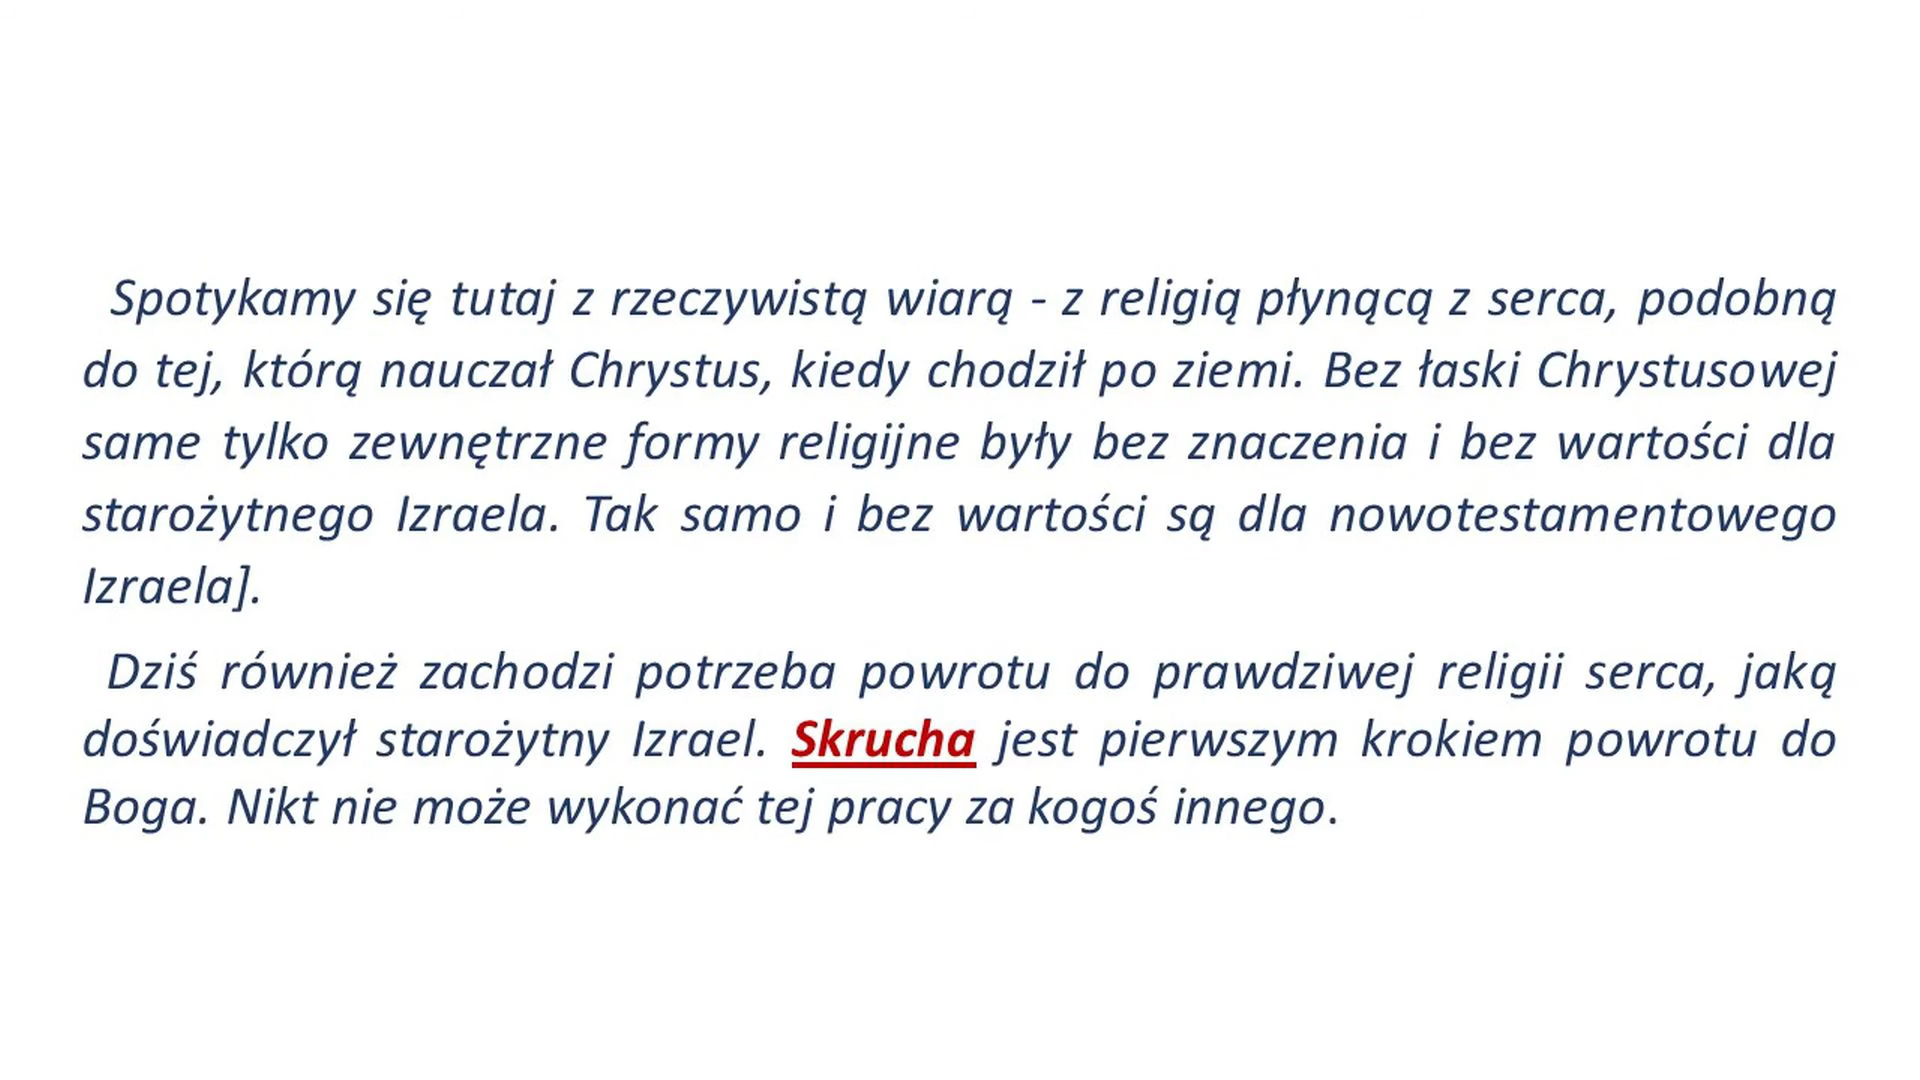 Spotykamy się tutaj z rzeczywistą wiarą - z religią płynącą z serca, podobną
do tej, którą nauczał Chrystus, kiedy chodził po ziemi. Bez łaski Chrystusowej
same tylko zewnętrzne formy religijne były bez znaczenia i bez wartości dla
starożytnego Izraela. Tak samo i bez wartości są dla nowotestamentowego
Izraela].
Dziś również zachodzi potrzeba powrotu do prawdziwej religii serca, jaką
doświadczył starożytny Izrael. Skrucha jest pierwszym krokiem powrotu do
Boga. Nikt nie może wykonać tej pracy za kogoś innego.